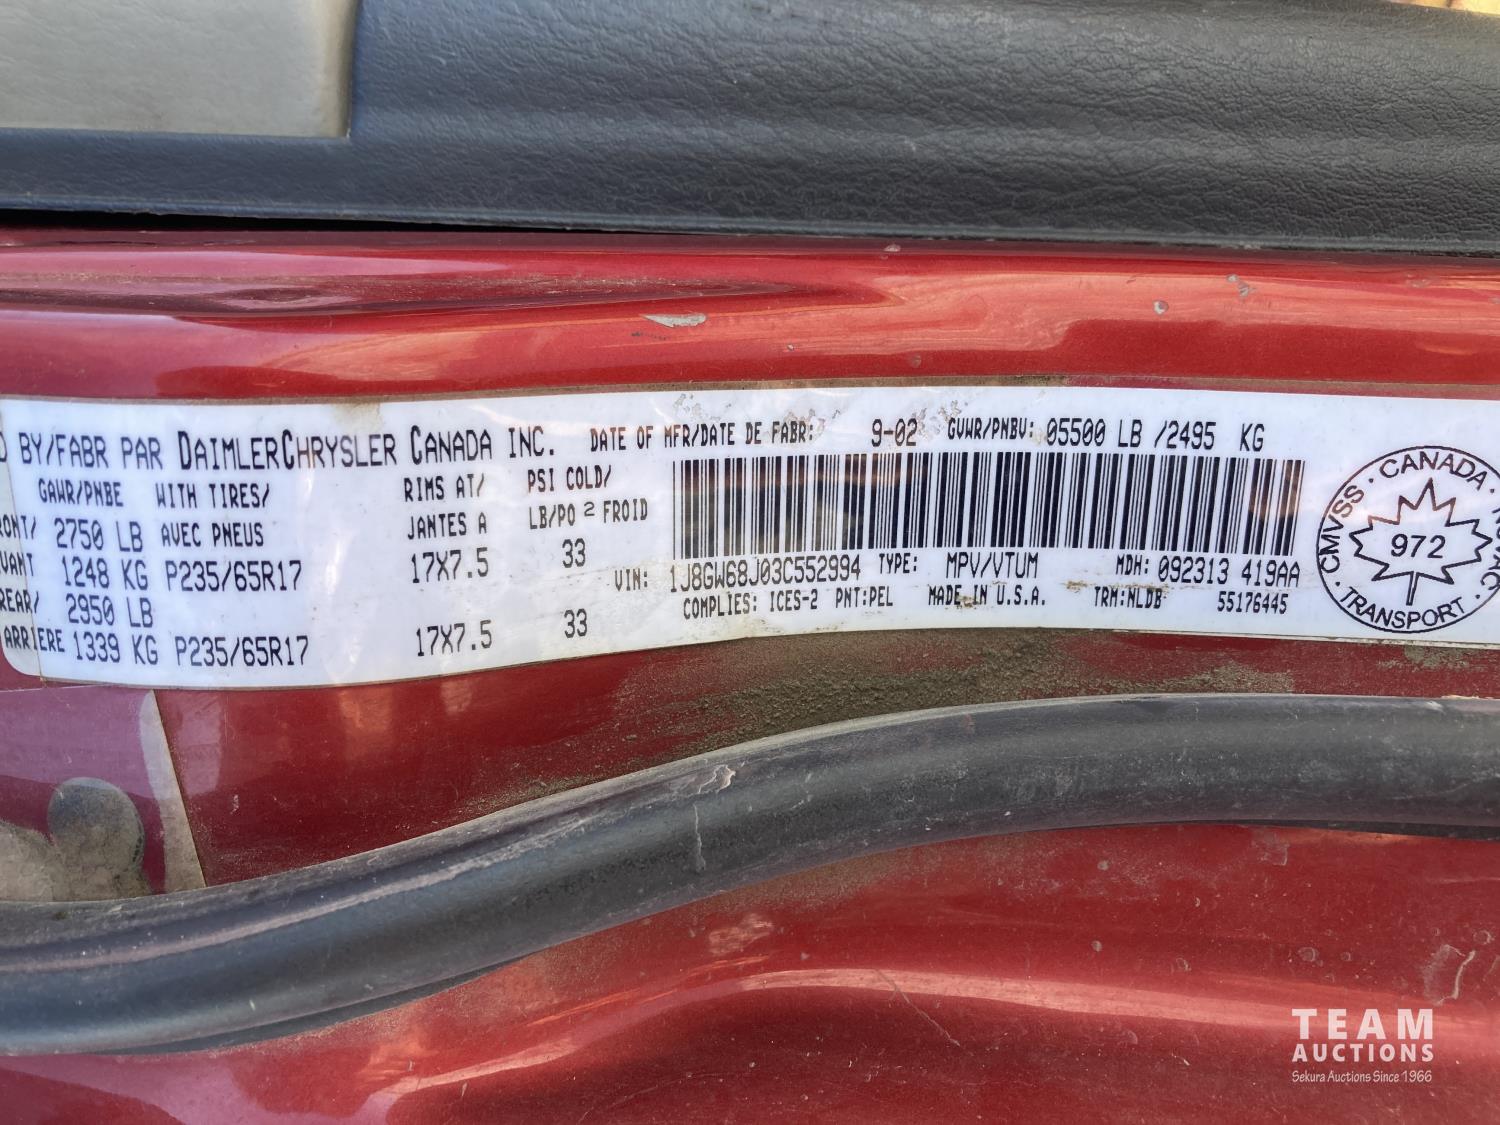 BY/FABR PAR DAIMLERCHRYSLER CANADA INC. DATE OF MFR/DATE DE FABR: 9-02 GVWR/PNBV: 05500 LB /2495 KG
GAWR/PNBE WITH TIRES/ RIMS AT/ PSI COLD/
AVEC PNEUS JANTES A LB/PO² FROID
2750 LB
1248 KG P235/65R17 17X7.5 33
REAR/ 2950 LB
ARRIERE 1339 KG P235/65R17 17X7.5 33
VIN: 1J8GW68J03C552994 TYPE: MPV/VTUM MDH: 092313 419AA
COMPLIES: ICES-2 PNT:PEL MADE IN U.S.A. TRM:NLDB 55176445
CMVSS · CANADA · NSVAC
972
TRANSPORT
TEAM
AUCTIONS
Sekura Auctions Since 1966